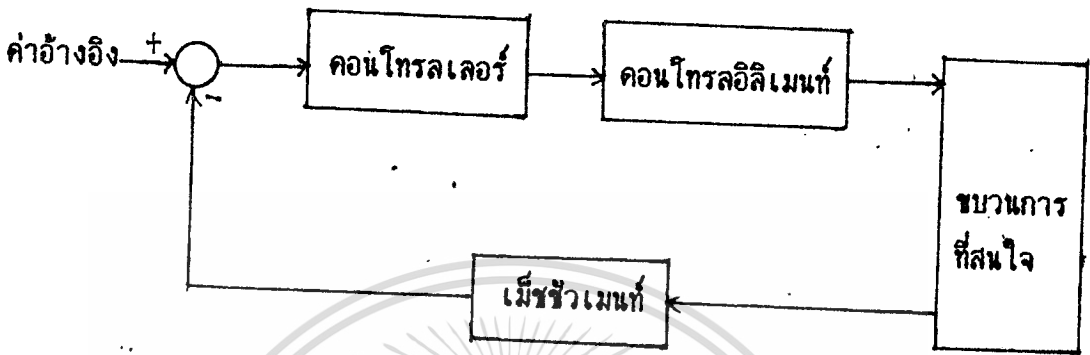 ค่าอ้างอิง
+
คอนโทรลเลอร์
คอนโทรลอิลิเมนท์
-
ขบวนการ
ที่สนใจ
เม็ชชัวเมนท์